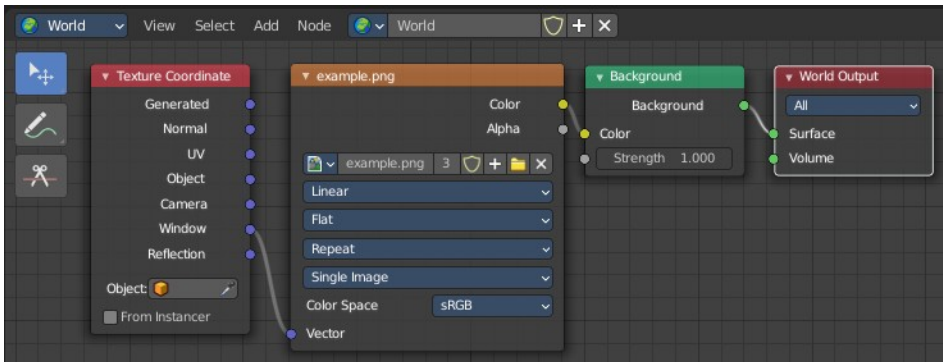 World View Select Add Node World
Texture Coordinate
Generated
Normal
UV
Object
Camera
Window
Reflection
Object:
From Instancer
example.png
Color
Alpha
example.png 3
Linear
Flat
Repeat
Single Image
Color Space sRGB
Vector
Background
Background
Color
Strength 1.000
World Output
All
Surface
Volume